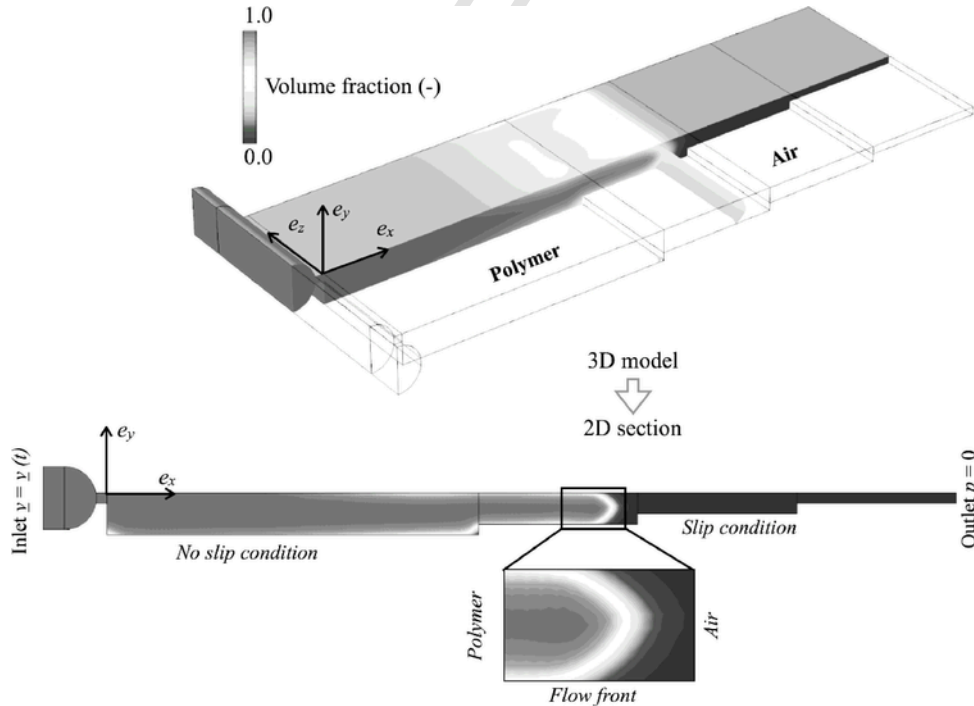 1.0
Volume fraction (-)
0.0
e_y
e_z
e_x
Air
Polymer
3D model
2D section
e_y
e_x
Inlet v = v (t)
Outlet p = 0
No slip condition
Slip condition
Polymer
Air
Flow front